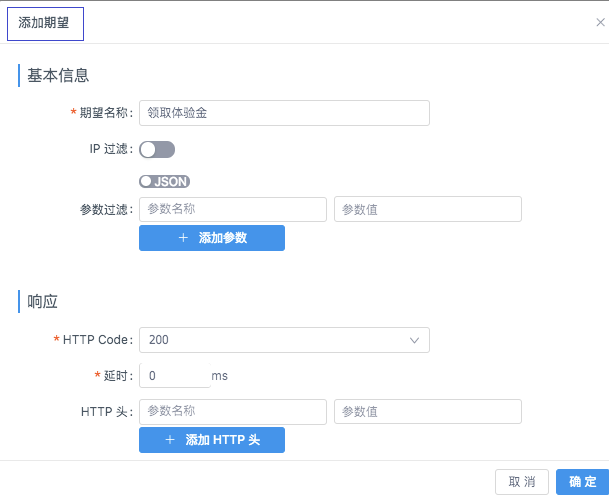 添加期望
基本信息
* 期望名称： 领取体验金
IP 过滤：
JSON
参数过滤： 参数名称 参数值
+ 添加参数
响应
* HTTP Code： 200
* 延时： 0 ms
HTTP 头： 参数名称 参数值
+ 添加 HTTP 头
取 消 确 定